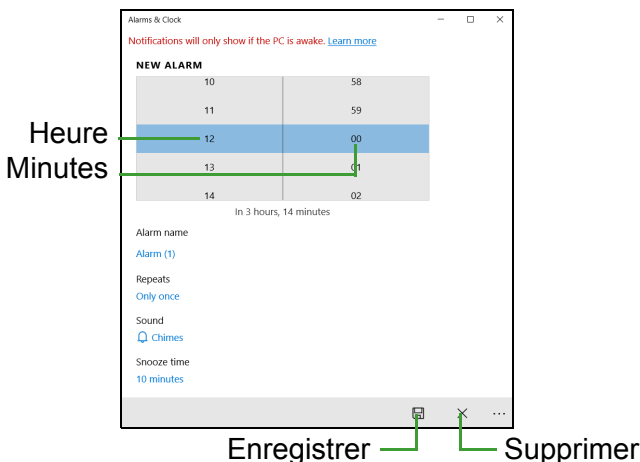 Alarms & Clock
Notifications will only show if the PC is awake. Learn more
NEW ALARM
10 58
11 59
Heure
12 00
Minutes
13 01
14 02
In 3 hours, 14 minutes
Alarm name
Alarm (1)
Repeats
Only once
Sound
Chimes
Snooze time
10 minutes
Enregistrer
Supprimer